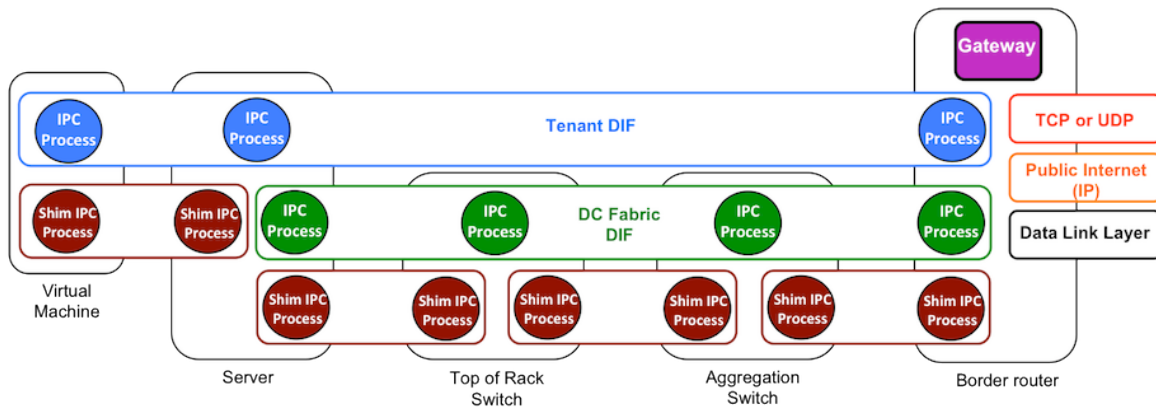 Gateway
IPC
Process
IPC
Process
Tenant DIF
IPC
Process
TCP or UDP
Public Internet
(IP)
Data Link Layer
Shim IPC
Process
Shim IPC
Process
IPC
Process
IPC
Process
DC Fabric
DIF
IPC
Process
IPC
Process
Shim IPC
Process
Shim IPC
Process
Shim IPC
Process
Shim IPC
Process
Shim IPC
Process
Shim IPC
Process
Virtual
Machine
Server
Top of Rack
Switch
Aggregation
Switch
Border router